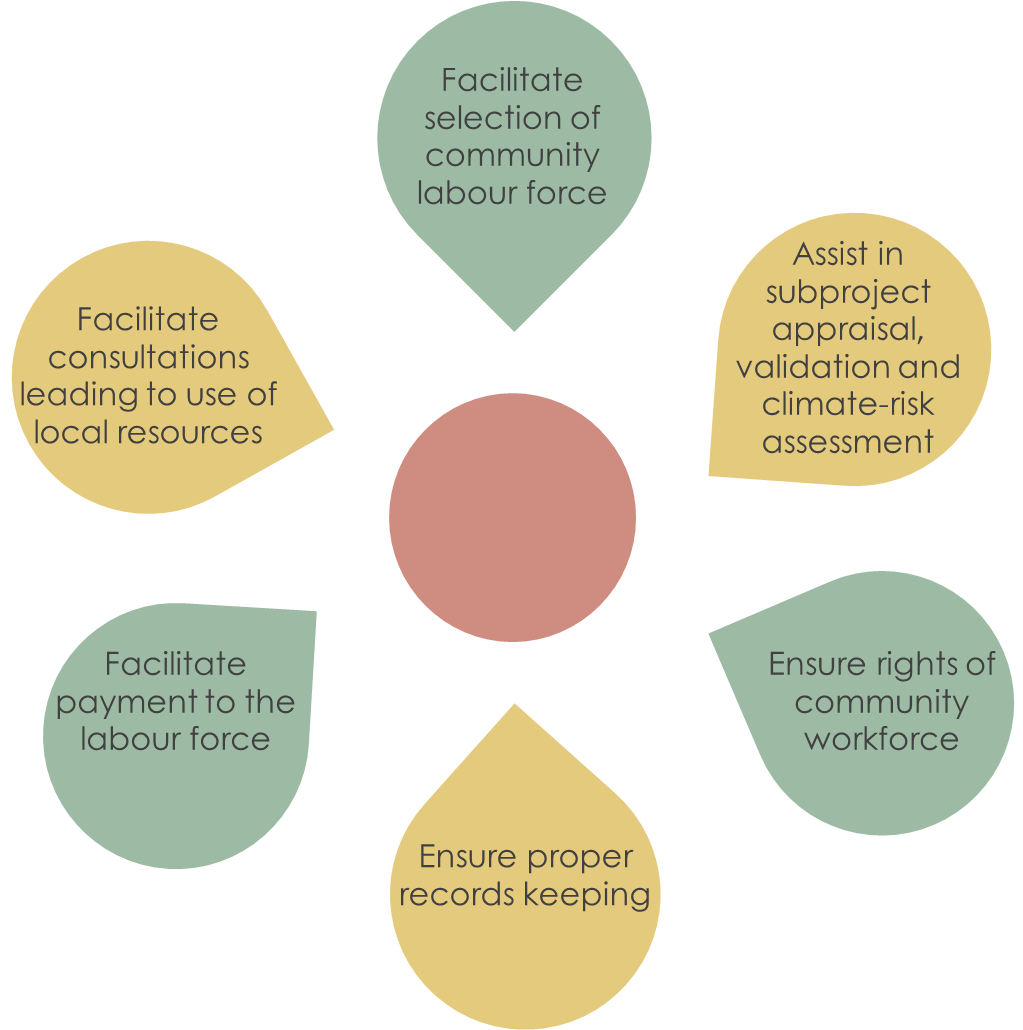 Facilitate
selection of
community
labour force
Assist in
subproject
appraisal,
validation and
climate-risk
assessment
Ensure rights of
community
workforce
Ensure proper
records keeping
Facilitate
payment to the
labour force
Facilitate
consultations
leading to use of
local resources